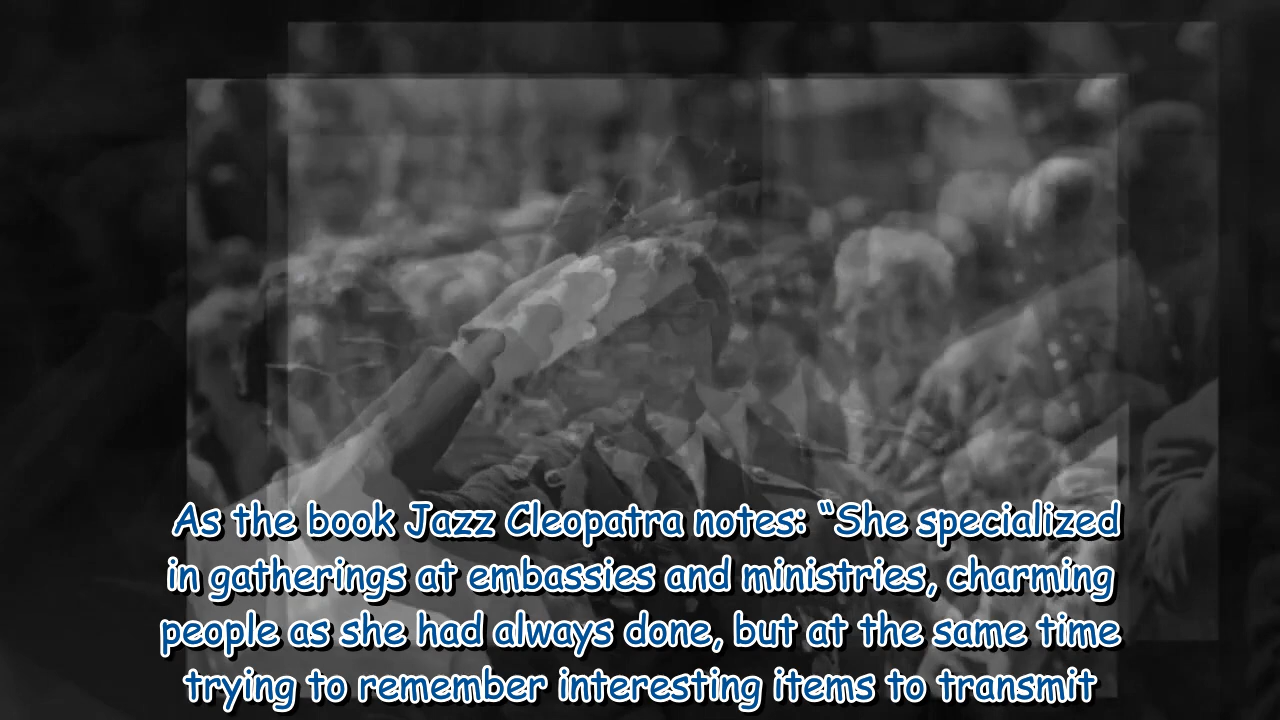 As the book Jazz Cleopatra notes: “She specialized
in gatherings at embassies and ministries, charming
people as she had always done, but at the same time
trying to remember interesting items to transmit